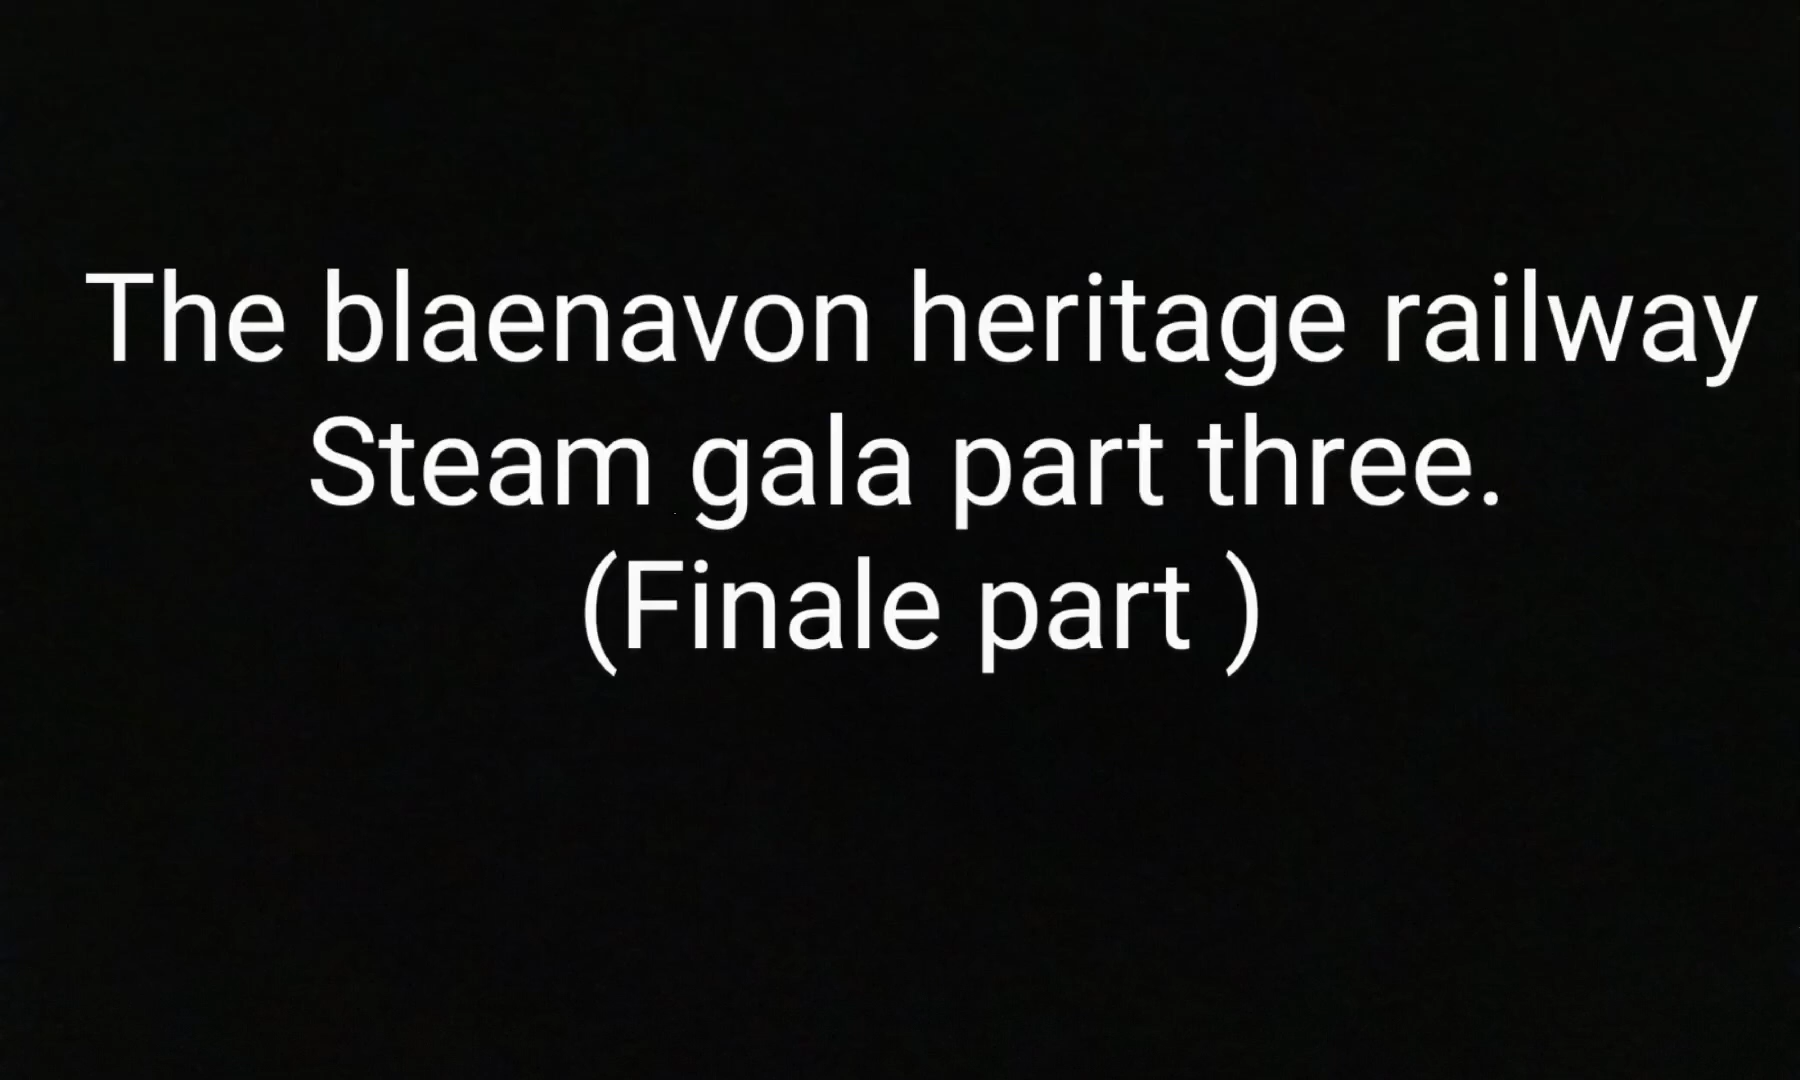 The blaenavon heritage railway
Steam gala part three.
(Finale part )